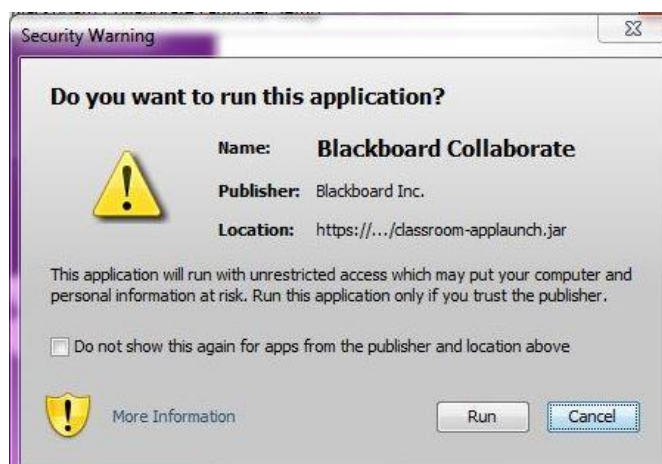 Security Warning
Do you want to run this application?
Name: Blackboard Collaborate
Publisher: Blackboard Inc.
Location: https://.../classroom-applaunch.jar
This application will run with unrestricted access which may put your computer and
personal information at risk. Run this application only if you trust the publisher.
Do not show this again for apps from the publisher and location above
More Information
Run
Cancel